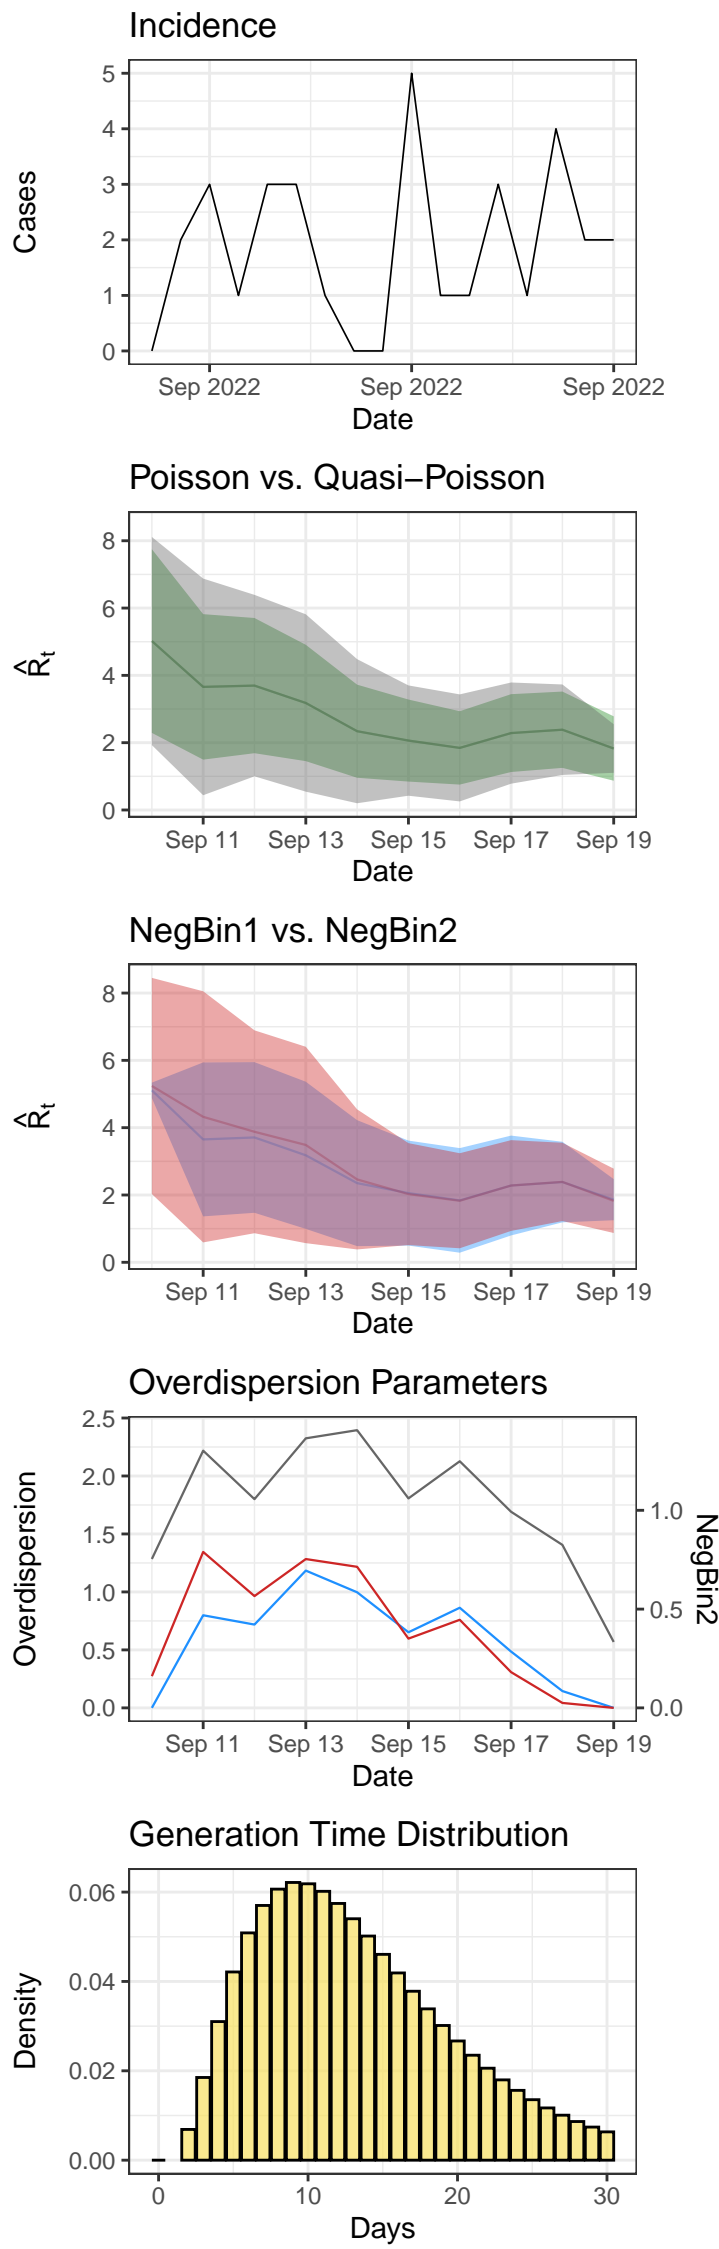 Incidence
Cases
5
4
3
2
1
0
Sep 2022 Sep 2022 Sep 2022
Date
Poisson vs. Quasi−Poisson
R̂t
8
6
4
2
0
Sep 11 Sep 13 Sep 15 Sep 17 Sep 19
Date
NegBin1 vs. NegBin2
R̂t
8
6
4
2
0
Sep 11 Sep 13 Sep 15 Sep 17 Sep 19
Date
Overdispersion Parameters
Overdispersion
2.5
2.0
1.5
1.0
0.5
0.0
1.0
0.5
0.0
NegBin2
Sep 11 Sep 13 Sep 15 Sep 17 Sep 19
Date
Generation Time Distribution
Density
0.06
0.04
0.02
0.00
0 10 20 30
Days